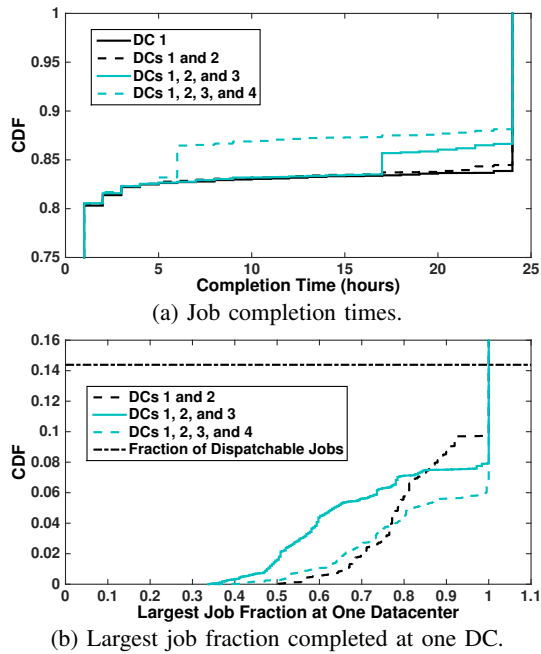 1
0.95
0.9
0.85
0.8
0.75
CDF
DC 1
DCs 1 and 2
DCs 1, 2, and 3
DCs 1, 2, 3, and 4
0 5 10 15 20 25
Completion Time (hours)
(a) Job completion times.
0.16
0.14
0.12
0.1
0.08
0.06
0.04
0.02
0
CDF
DCs 1 and 2
DCs 1, 2, and 3
DCs 1, 2, 3, and 4
Fraction of Dispatchable Jobs
0 0.1 0.2 0.3 0.4 0.5 0.6 0.7 0.8 0.9 1 1.1
Largest Job Fraction at One Datacenter
(b) Largest job fraction completed at one DC.